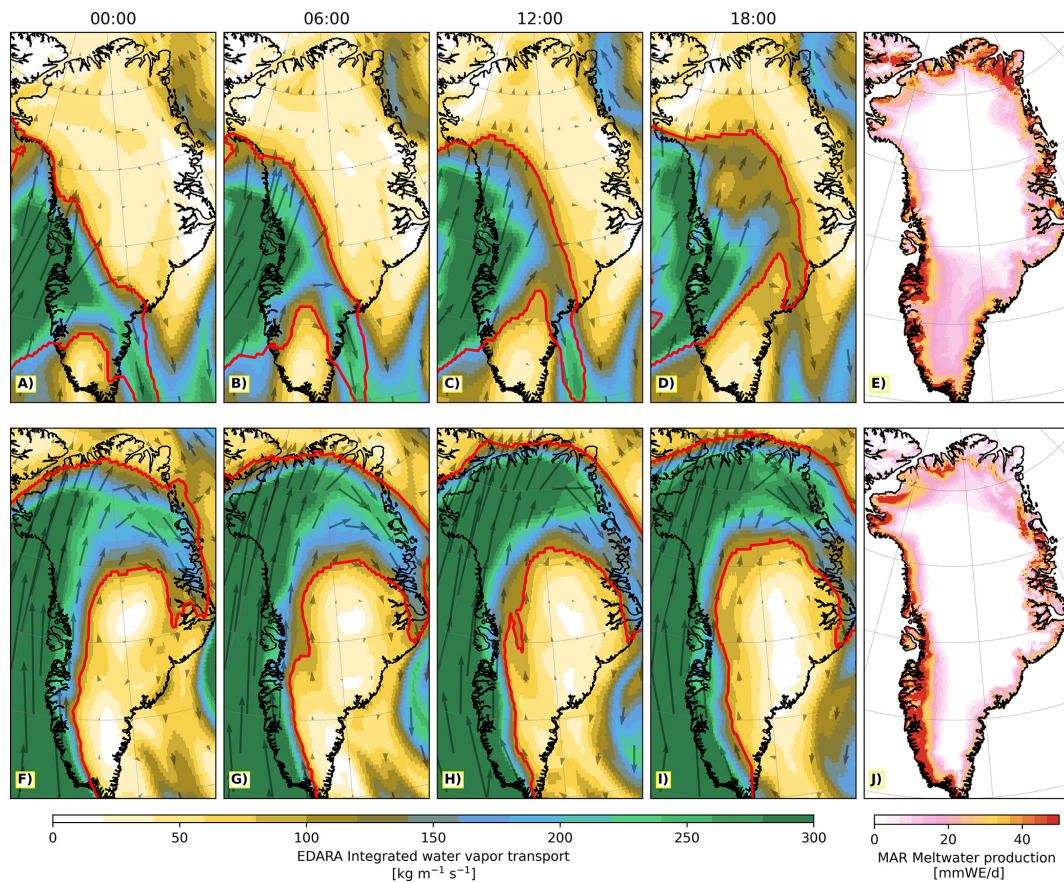 00:00 06:00 12:00 18:00
A) B) C) D) E)
F) G) H) I) J)
0 50 100 150 200 250 300
EDARA Integrated water vapor transport
[kg m⁻¹ s⁻¹]
0 20 40
MAR Meltwater production
[mmWE/d]